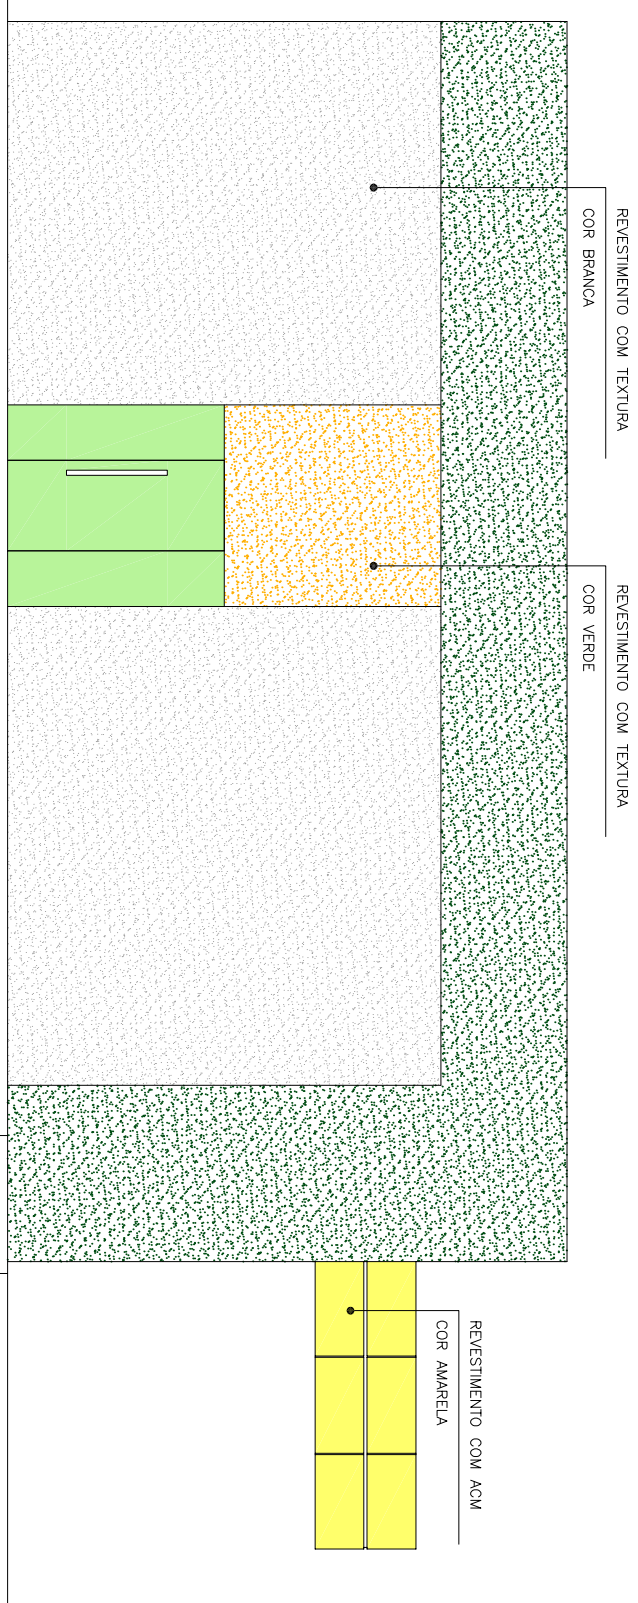 REVESTIMENTO COM TEXTURA
COR BRANCA
REVESTIMENTO COM TEXTURA
COR VERDE
REVESTIMENTO COM ACM
COR AMARELA